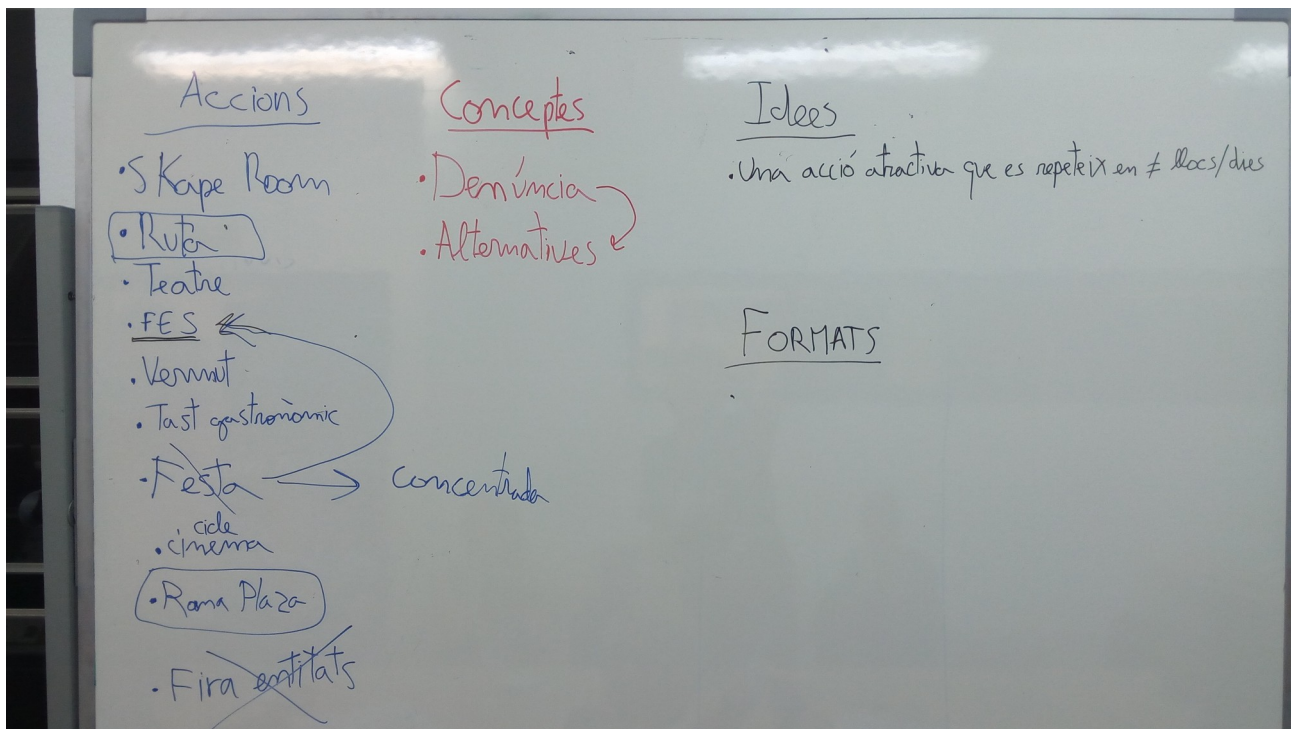 Accions
·SKape Room
·Ruta
·Teatre
·FES
·Vermut
·Tast gastronòmic
·Festa → concentrada
cicle
·cinema
·Rana Plaza
·Fira entitats
Conceptes
·Denúncia
·Alternatives
Idees
·Una acció atractiva que es repeteix en ≠ llocs/dies
FORMATS
·